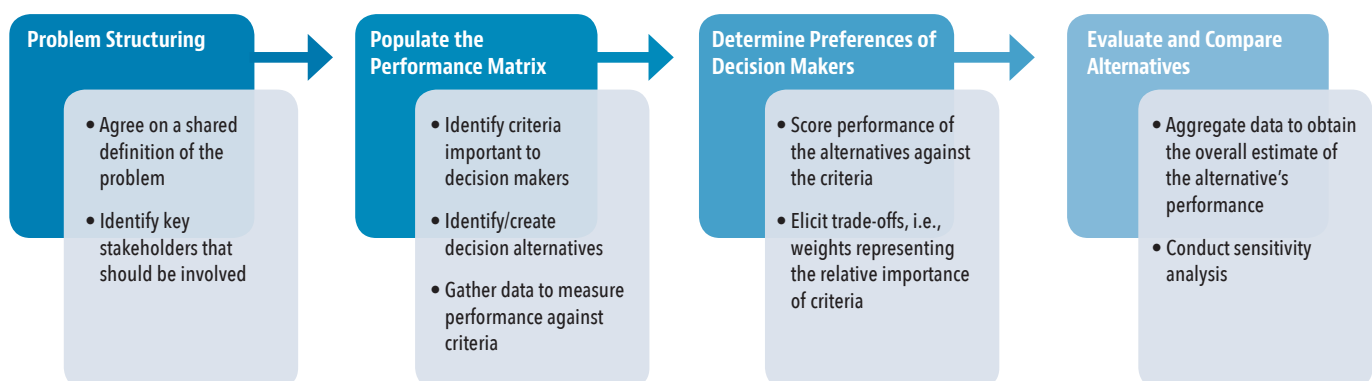 Problem Structuring
• Agree on a shared
definition of the
problem
• Identify key
stakeholders that
should be involved
Populate the
Performance Matrix
• Identify criteria
important to
decision makers
• Identify/create
decision alternatives
• Gather data to measure
performance against
criteria
Determine Preferences of
Decision Makers
• Score performance of
the alternatives against
the criteria
• Elicit trade-offs, i.e.,
weights representing
the relative importance
of criteria
Evaluate and Compare
Alternatives
• Aggregate data to obtain
the overall estimate of
the alternative's
performance
• Conduct sensitivity
analysis